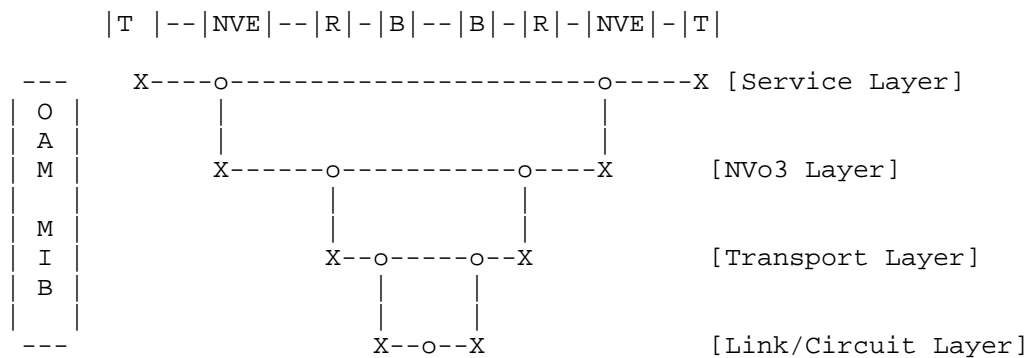 |T |--|NVE|--|R|-|B|--|B|-|R|-|NVE|-|T|
--- X----o-----------------------o-----X [Service Layer]
| O | | |
| A | | |
| M | X------o-----------o----X [NVo3 Layer]
| | | |
| M | | |
| I | X--o-----o--X [Transport Layer]
| B | | |
| | | |
--- X--o--X [Link/Circuit Layer]